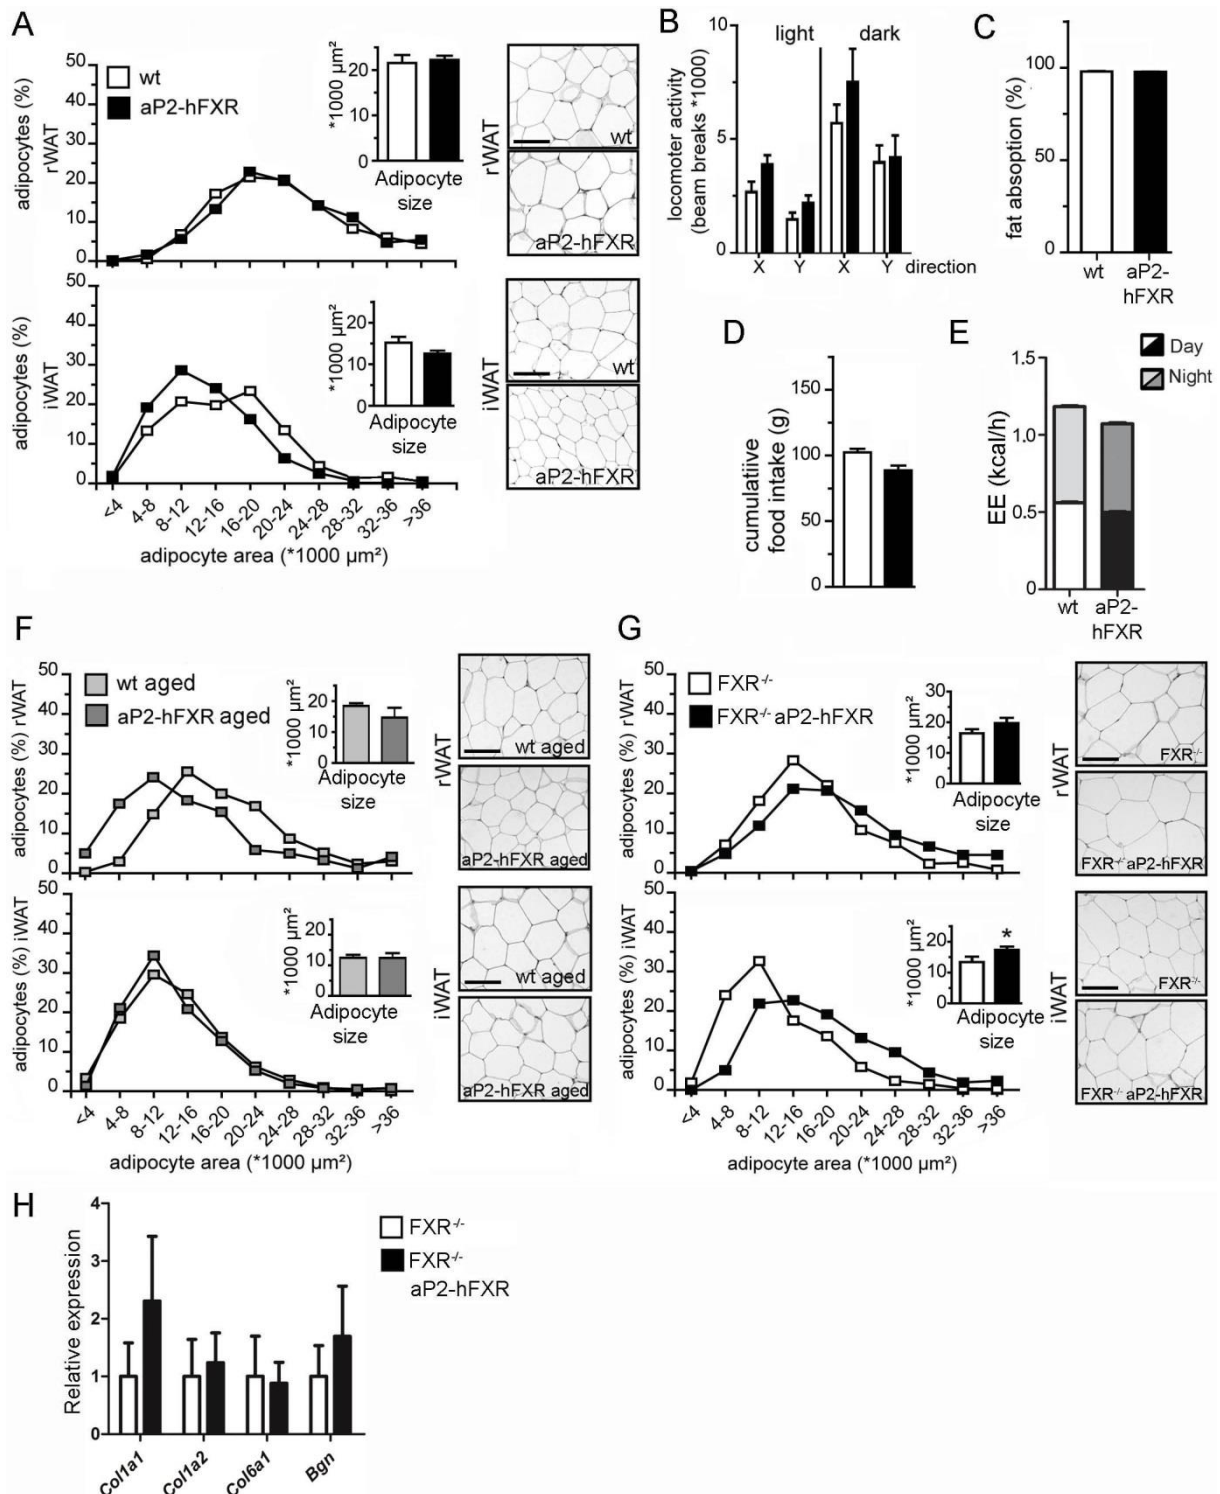 A
adipocytes (%)
rWAT
50
40
30
20
10
0
wt
aP2-hFXR
*1000 µm²
20
10
0
Adipocyte
size
rWAT
wt
aP2-hFXR
adipocytes (%)
iWAT
50
40
30
20
10
0
*1000 µm²
20
10
0
Adipocyte
size
iWAT
wt
aP2-hFXR
<4
4-8
8-12
12-16
16-20
20-24
24-28
28-32
32-36
>36
adipocyte area (*1000 µm²)
B
locomoter activity
(beam breaks *1000)
10
5
0
light
dark
X
Y
X
Y
direction
C
fat absoption (%)
100
50
0
wt
aP2-
hFXR
D
cumulatiive
food intake (g)
150
100
50
0
E
EE (kcal/h)
1.5
1.0
0.5
0
Day
Night
wt
aP2-
hFXR
F
adipocytes (%) rWAT
50
40
30
20
10
0
wt aged
aP2-hFXR aged
*1000 µm²
20
10
0
Adipocyte
size
rWAT
wt aged
aP2-hFXR aged
adipocytes (%) iWAT
50
40
30
20
10
0
*1000 µm²
20
10
0
Adipocyte
size
iWAT
wt aged
aP2-hFXR aged
<4
4-8
8-12
12-16
16-20
20-24
24-28
28-32
32-36
>36
adipocyte area (*1000 µm²)
G
adipocytes (%) rWAT
50
40
30
20
10
0
FXR-/-
FXR-/- aP2-hFXR
*1000 µm²
30
20
10
0
Adipocyte
size
rWAT
FXR-/-
FXR-/- aP2-hFXR
adipocytes (%) iWAT
50
40
30
20
10
0
*1000 µm²
20
10
0
*
Adipocyte
size
iWAT
FXR-/-
FXR-/- aP2-hFXR
<4
4-8
8-12
12-16
16-20
20-24
24-28
28-32
32-36
>36
adipocyte area (*1000 µm²)
H
Relative expression
4
3
2
1
0
FXR-/-
FXR-/-
aP2-hFXR
Col1a1
Col1a2
Col6a1
Bgn